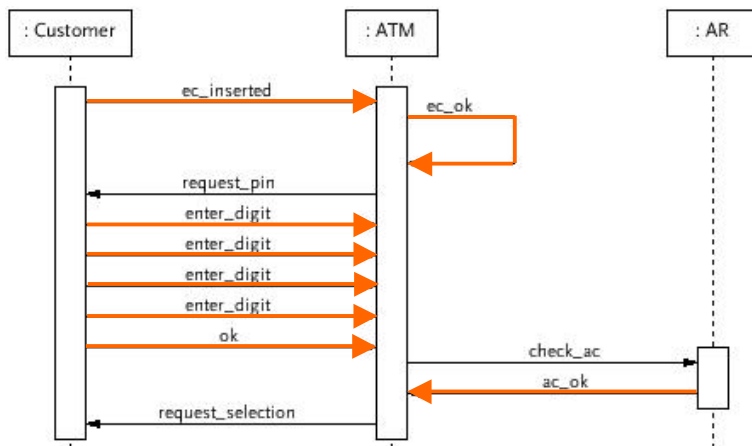 : Customer
: ATM
: AR
ec_inserted
ec_ok
request_pin
enter_digit
enter_digit
enter_digit
enter_digit
ok
check_ac
ac_ok
request_selection